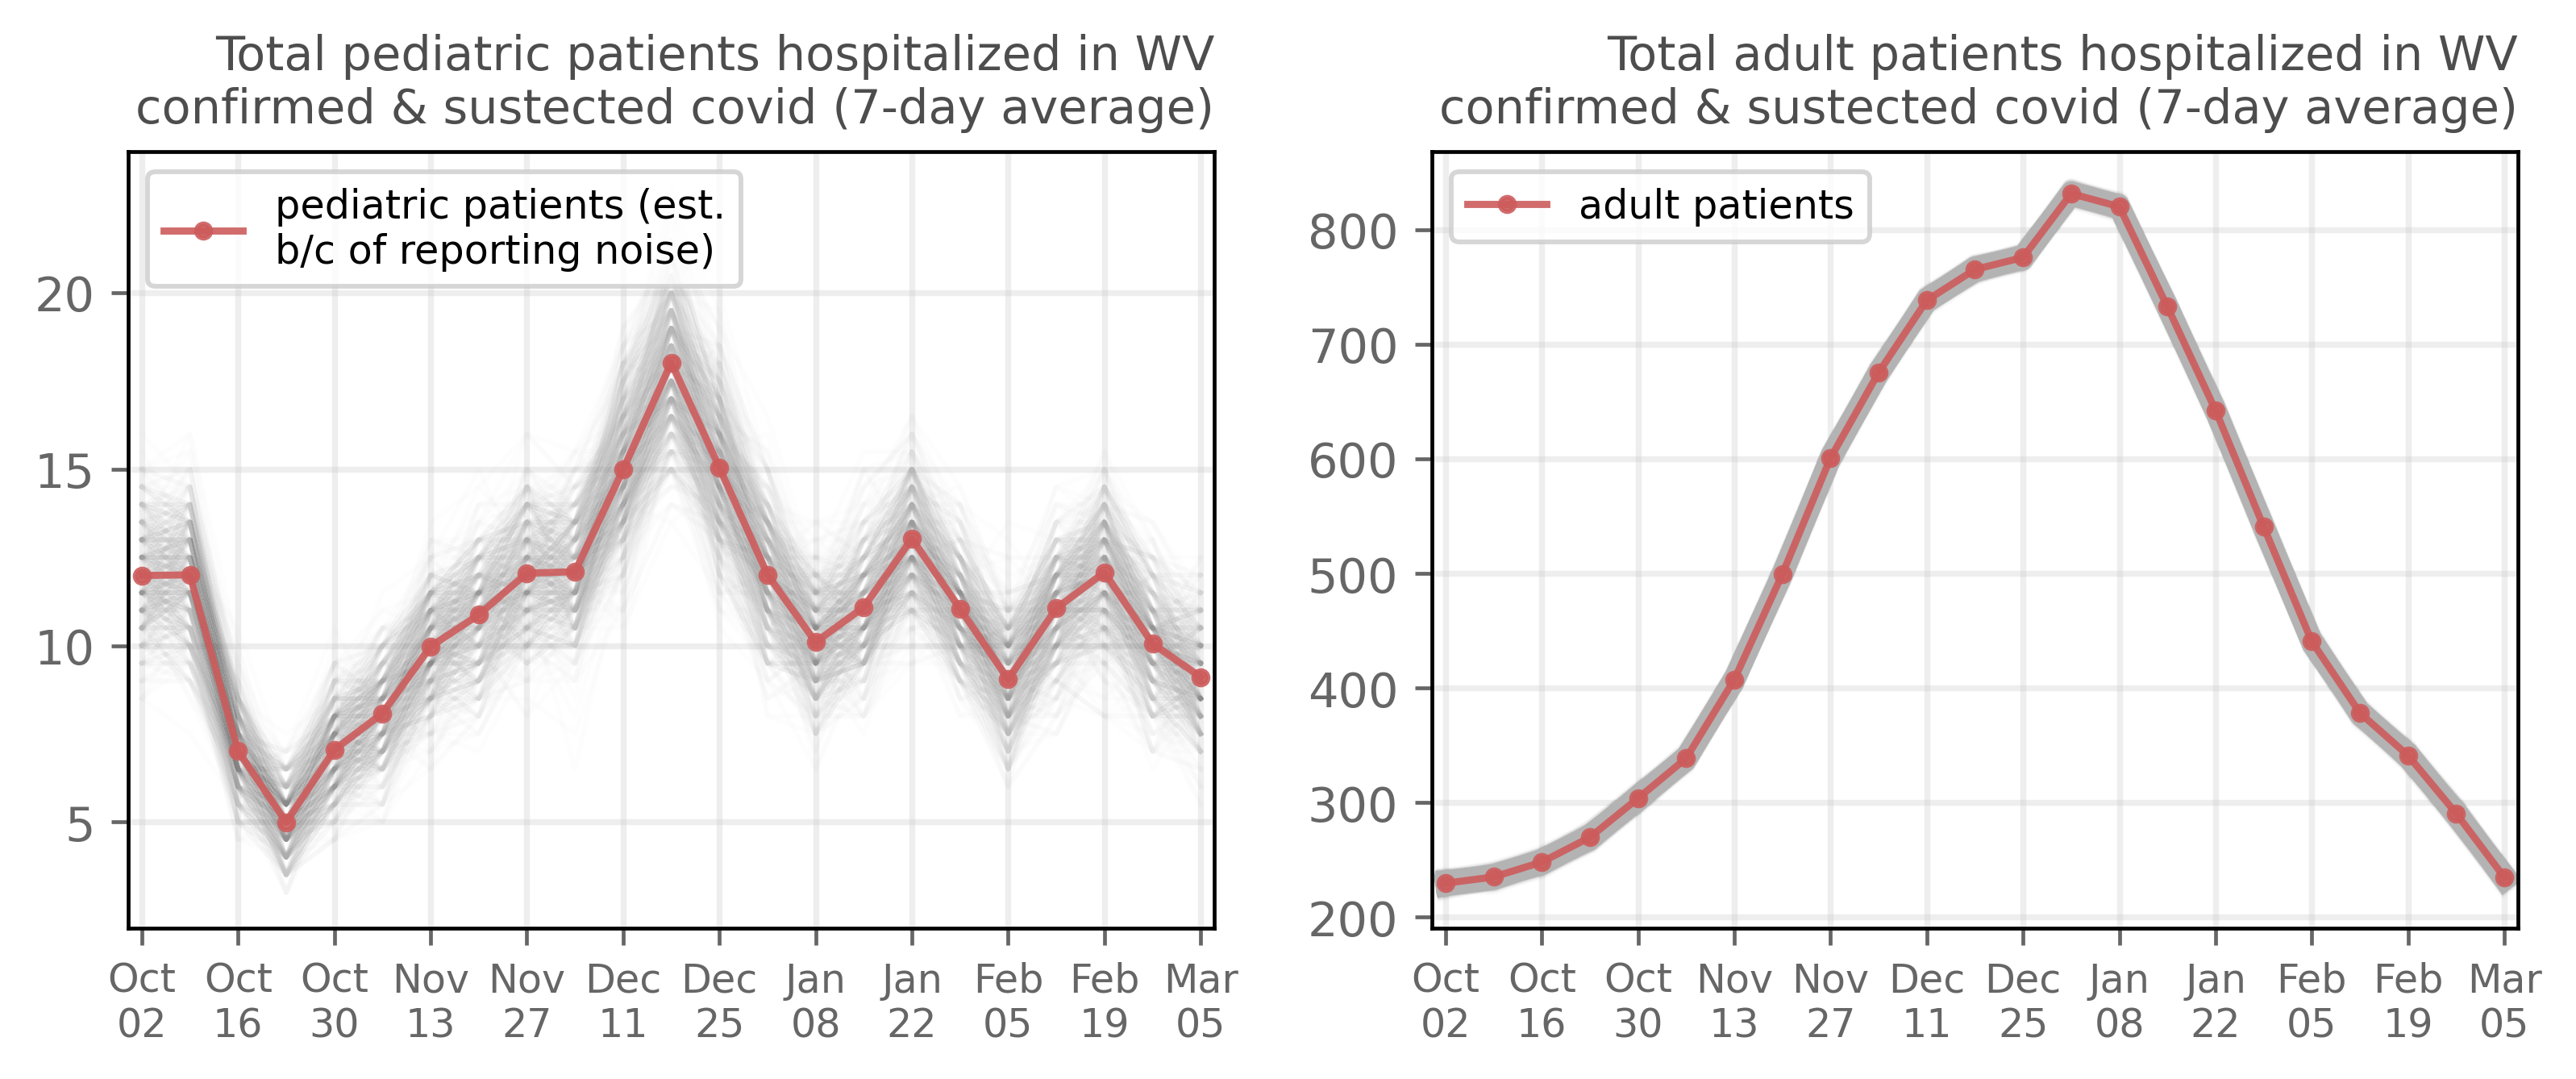 Total pediatric patients hospitalized in WV
confirmed & sustected covid (7-day average)
pediatric patients (est.
b/c of reporting noise)
20
15
10
5
Oct Oct Oct Nov Nov Dec Dec Jan Jan Feb Feb Mar
02 16 30 13 27 11 25 08 22 05 19 05
Total adult patients hospitalized in WV
confirmed & sustected covid (7-day average)
adult patients
800
700
600
500
400
300
200
Oct Oct Oct Nov Nov Dec Dec Jan Jan Feb Feb Mar
02 16 30 13 27 11 25 08 22 05 19 05